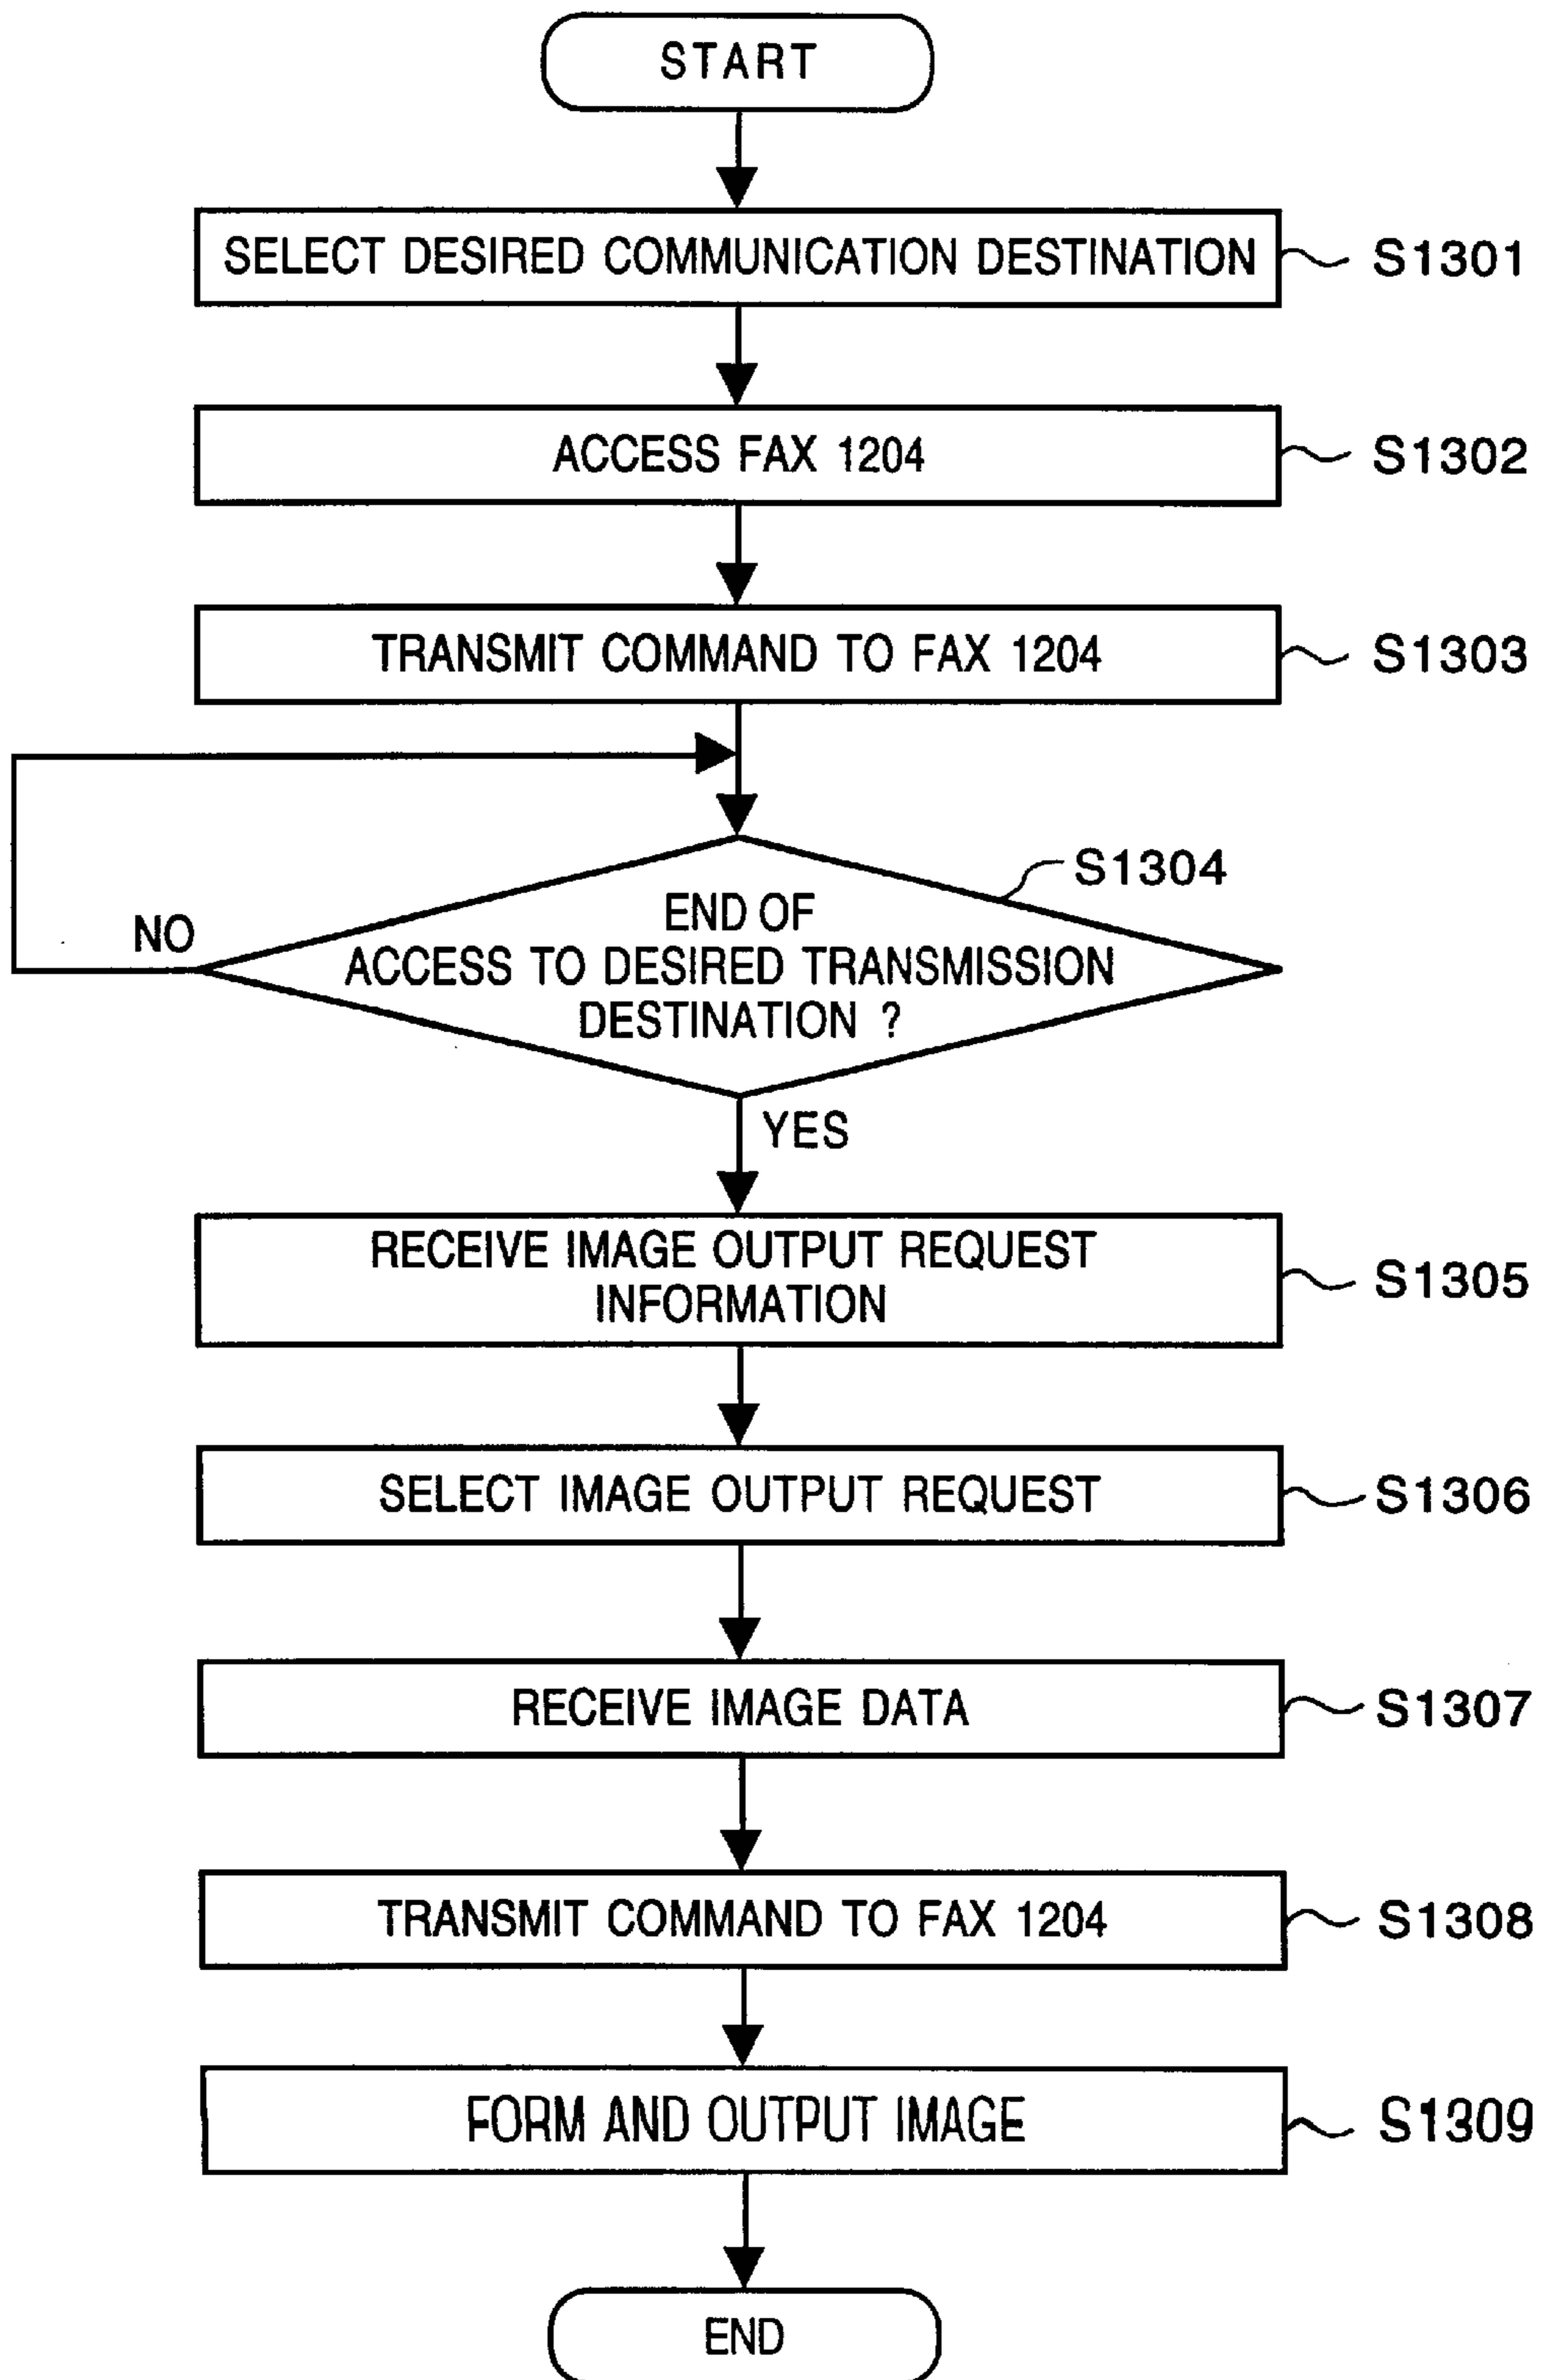 START
SELECT DESIRED COMMUNICATION DESTINATION
S1301
ACCESS FAX 1204
S1302
TRANSMIT COMMAND TO FAX 1204
S1303
S1304
END OF
ACCESS TO DESIRED TRANSMISSION
DESTINATION ?
NO
YES
RECEIVE IMAGE OUTPUT REQUEST
INFORMATION
S1305
SELECT IMAGE OUTPUT REQUEST
S1306
RECEIVE IMAGE DATA
S1307
TRANSMIT COMMAND TO FAX 1204
S1308
FORM AND OUTPUT IMAGE
S1309
END